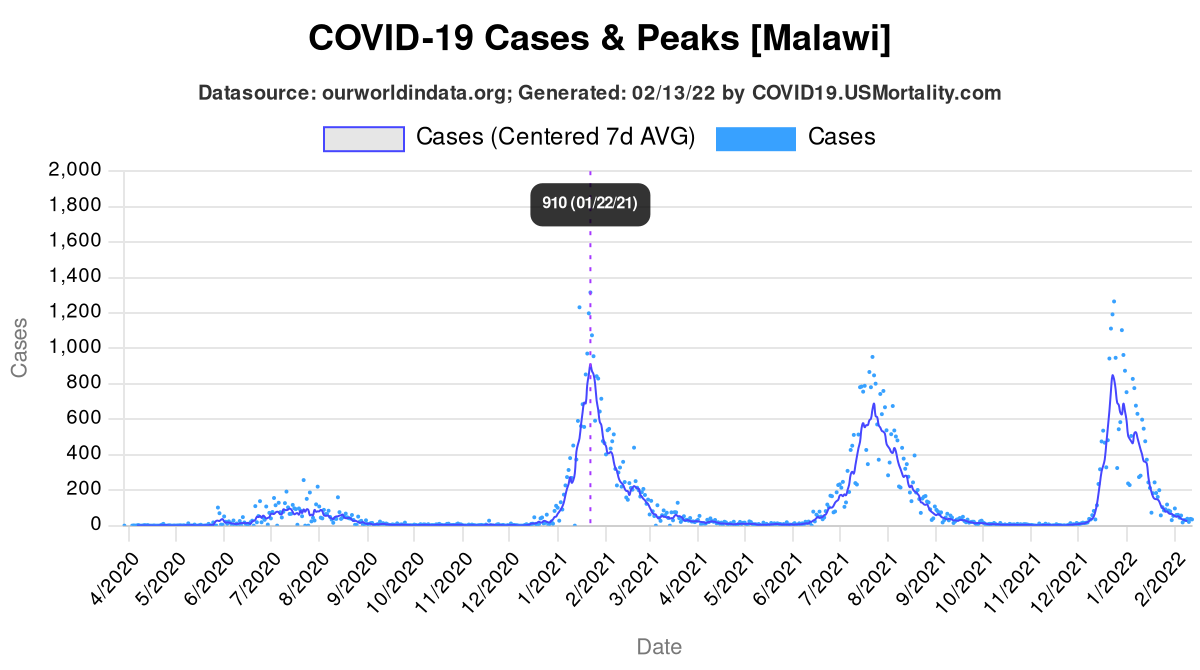 COVID-19 Cases & Peaks [Malawi]
Datasource: ourworldindata.org; Generated: 02/13/22 by COVID19.USMortality.com
Cases (Centered 7d AVG) Cases
2,000
1,800
1,600
1,400
1,200
1,000
800
600
400
200
0
Cases
910 (01/22/21)
4/2020 5/2020 6/2020 7/2020 8/2020 9/2020 10/2020 11/2020 12/2020 1/2021 2/2021 3/2021 4/2021 5/2021 6/2021 7/2021 8/2021 9/2021 10/2021 11/2021 12/2021 1/2022 2/2022
Date